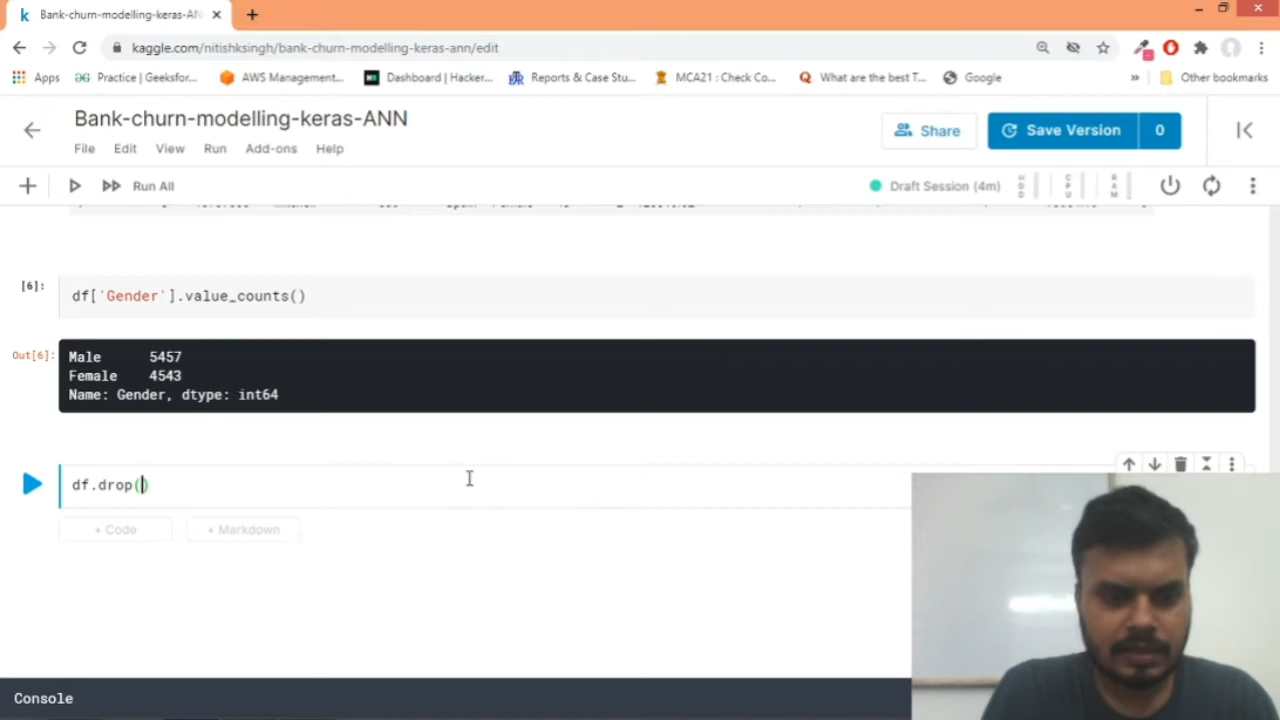 Bank-churn-modelling-keras-AN
kaggle.com/nitishksingh/bank-churn-modelling-keras-ann/edit
Apps Practice | Geeksfor... AWS Management... Dashboard | Hacker... Reports & Case Stu... MCA21 : Check Co... What are the best T... Google » Other bookmarks
Bank-churn-modelling-keras-ANN
Share Save Version 0
File Edit View Run Add-ons Help
Run All Draft Session (4m)
[6]: df['Gender'].value_counts()
Out[6]: Male 5457
Female 4543
Name: Gender, dtype: int64
df.drop()
+ Code + Markdown
Console